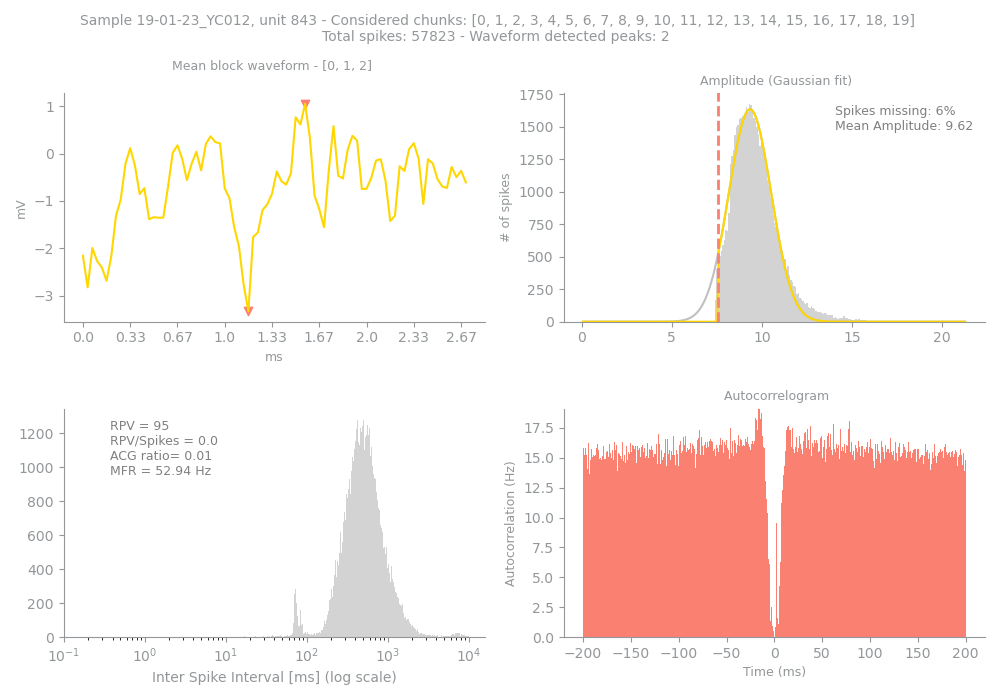 Sample 19-01-23_YC012, unit 843 - Considered chunks: [0, 1, 2, 3, 4, 5, 6, 7, 8, 9, 10, 11, 12, 13, 14, 15, 16, 17, 18, 19]
Total spikes: 57823 - Waveform detected peaks: 2
Mean block waveform - [0, 1, 2]
1
0
−1
−2
−3
mV
0.0 0.33 0.67 1.0 1.33 1.67 2.0 2.33 2.67
ms
Amplitude (Gaussian fit)
Spikes missing: 6%
Mean Amplitude: 9.62
1750
1500
1250
1000
750
500
250
0
# of spikes
0 5 10 15 20
RPV = 95
RPV/Spikes = 0.0
ACG ratio= 0.01
MFR = 52.94 Hz
1200
1000
800
600
400
200
0
10⁻¹ 10⁰ 10¹ 10² 10³ 10⁴
Inter Spike Interval [ms] (log scale)
Autocorrelogram
17.5
15.0
12.5
10.0
7.5
5.0
2.5
0.0
Autocorrelation (Hz)
−200 −150 −100 −50 0 50 100 150 200
Time (ms)